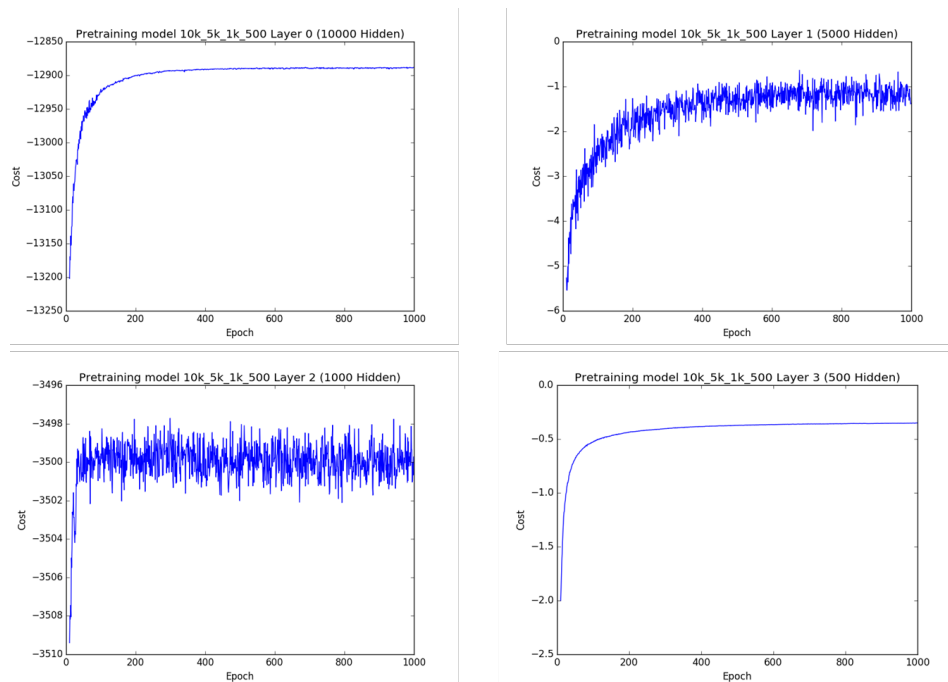 Pretraining model 10k_5k_1k_500 Layer 0 (10000 Hidden)
−12850
−12900
−12950
−13000
−13050
−13100
−13150
−13200
−13250
Cost
0 200 400 600 800 1000
Epoch
Pretraining model 10k_5k_1k_500 Layer 1 (5000 Hidden)
0
−1
−2
−3
−4
−5
−6
Cost
0 200 400 600 800 1000
Epoch
Pretraining model 10k_5k_1k_500 Layer 2 (1000 Hidden)
−3496
−3498
−3500
−3502
−3504
−3506
−3508
−3510
Cost
0 200 400 600 800 1000
Epoch
Pretraining model 10k_5k_1k_500 Layer 3 (500 Hidden)
0.0
−0.5
−1.0
−1.5
−2.0
−2.5
Cost
0 200 400 600 800 1000
Epoch